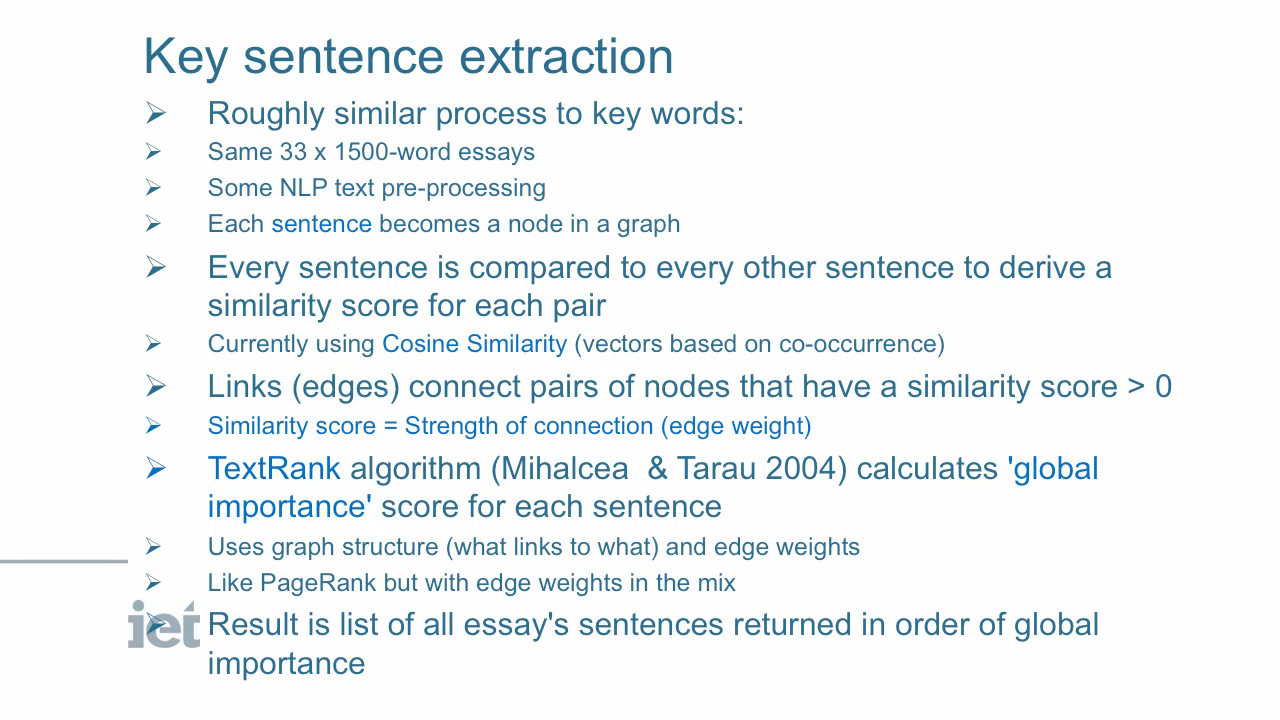 Key sentence extraction
Roughly similar process to key words:
Same 33 x 1500-word essays
Some NLP text pre-processing
Each sentence becomes a node in a graph
Every sentence is compared to every other sentence to derive a
similarity score for each pair
Currently using Cosine Similarity (vectors based on co-occurrence)
Links (edges) connect pairs of nodes that have a similarity score > 0
Similarity score = Strength of connection (edge weight)
TextRank algorithm (Mihalcea  & Tarau 2004) calculates 'global
importance' score for each sentence
Uses graph structure (what links to what) and edge weights
Like PageRank but with edge weights in the mix
iet
Result is list of all essay's sentences returned in order of global
importance